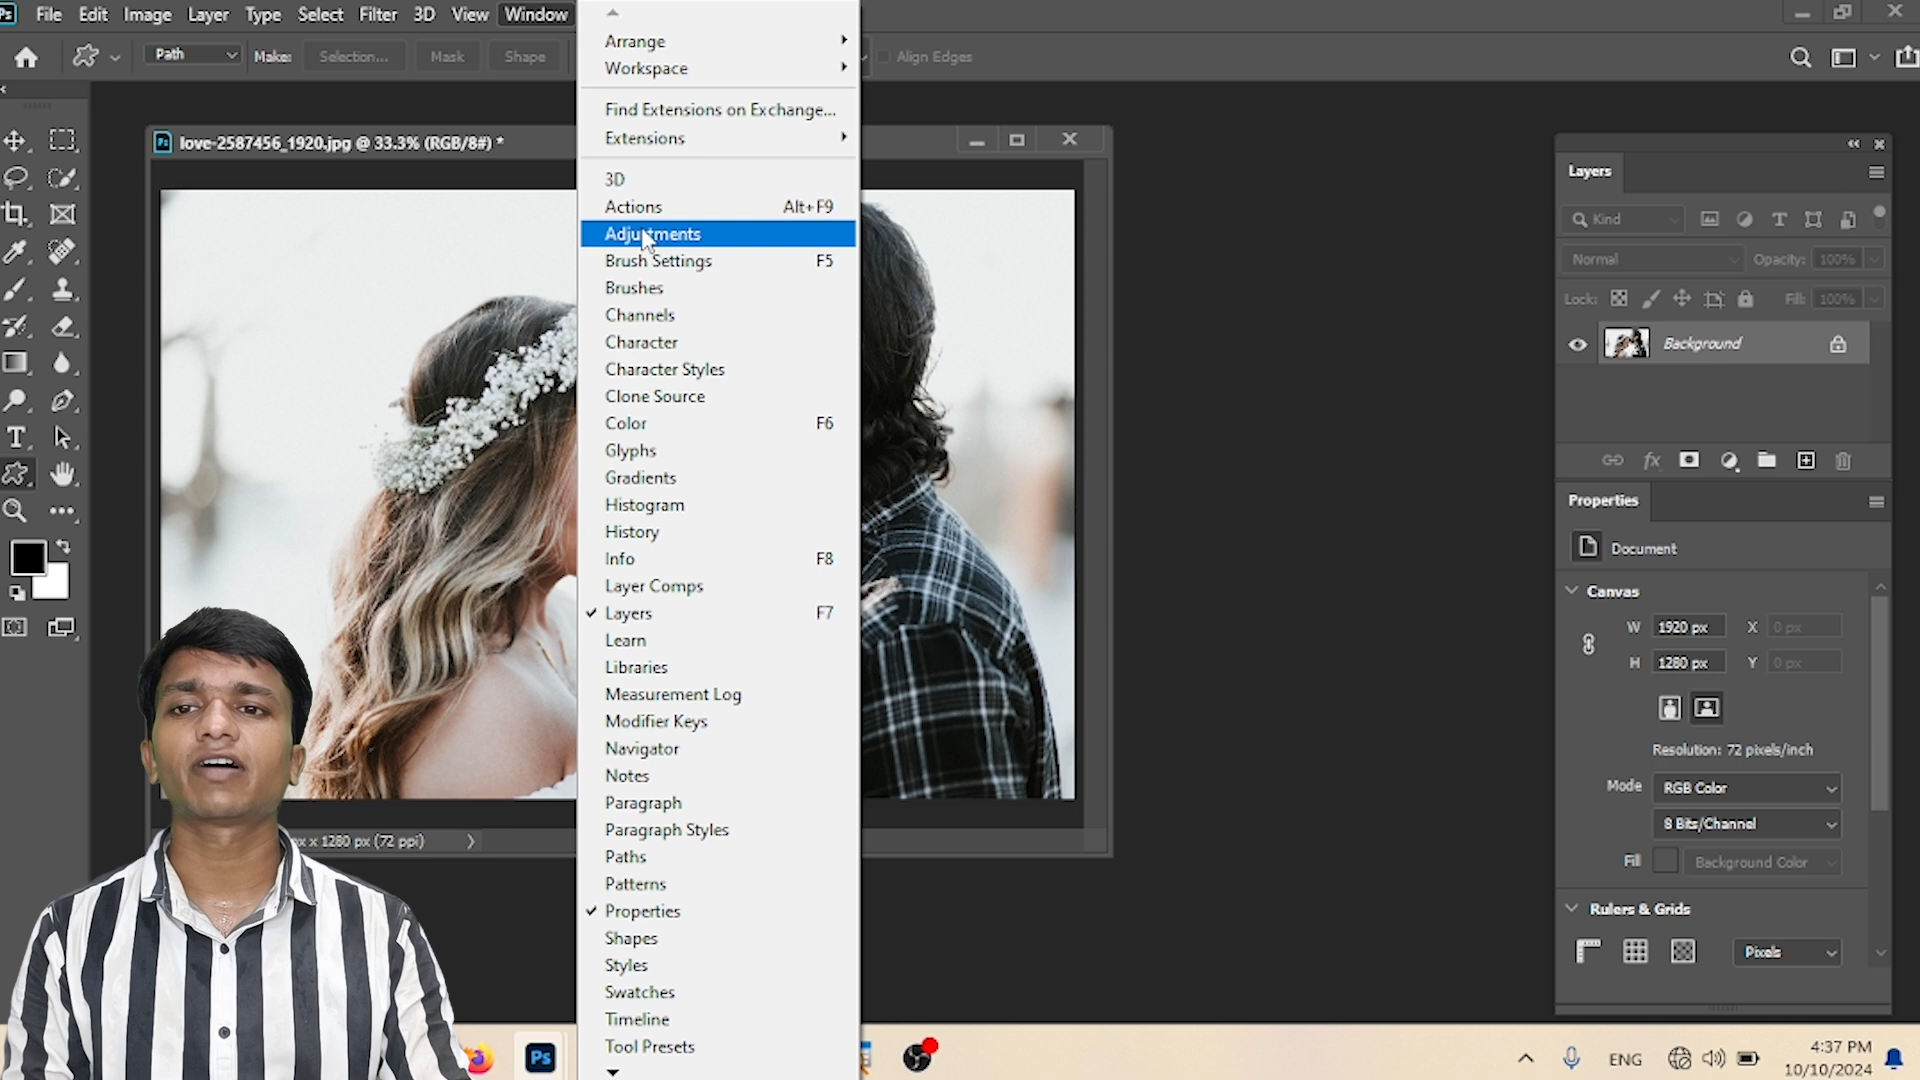 Ps File Edit Image Layer Type Select Filter 3D View Window
Path Make: Selection... Mask Shape Align Edges
love-2587456_1920.jpg @ 33.3% (RGB/8#) *
Arrange
Workspace
Find Extensions on Exchange...
Extensions
3D
Actions Alt+F9
Adjustments
Brush Settings F5
Brushes
Channels
Character
Character Styles
Clone Source
Color F6
Glyphs
Gradients
Histogram
History
Info F8
Layer Comps
Layers F7
Learn
Libraries
Measurement Log
Modifier Keys
Navigator
Notes
Paragraph
Paragraph Styles
Paths
Patterns
Properties
Shapes
Styles
Swatches
Timeline
Tool Presets
px x 1280 px (72 ppi)
Layers
Kind
Normal Opacity: 100%
Lock: Fill: 100%
Background
Properties
Document
Canvas
W 1920 px X 0 px
H 1280 px Y 0 px
Resolution: 72 pixels/inch
Mode RGB Color
8 Bits/Channel
Fill Background Color
Rulers & Grids
Pixels
Ps
ENG
4:37 PM
10/10/2024